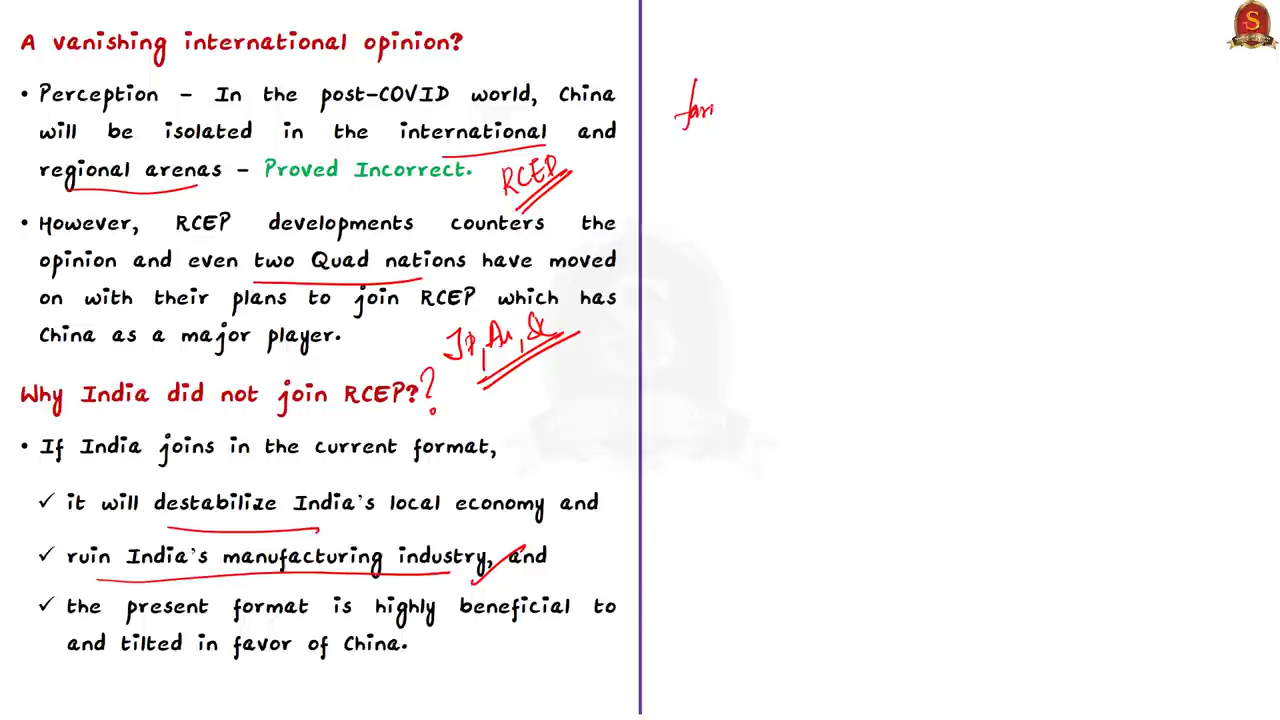 A vanishing international opinion?
• Perception - In the post-COVID world, China
will be isolated in the international and
regional arenas - Proved Incorrect.
RCEP
• However, RCEP developments counters the
opinion and even two Quad nations have moved
on with their plans to join RCEP which has
China as a major player.
Why India did not join RCEP??
• If India joins in the current format,
✓ it will destabilize India's local economy and
✓ ruin India's manufacturing industry, and
✓ the present format is highly beneficial to
and tilted in favor of China.
S